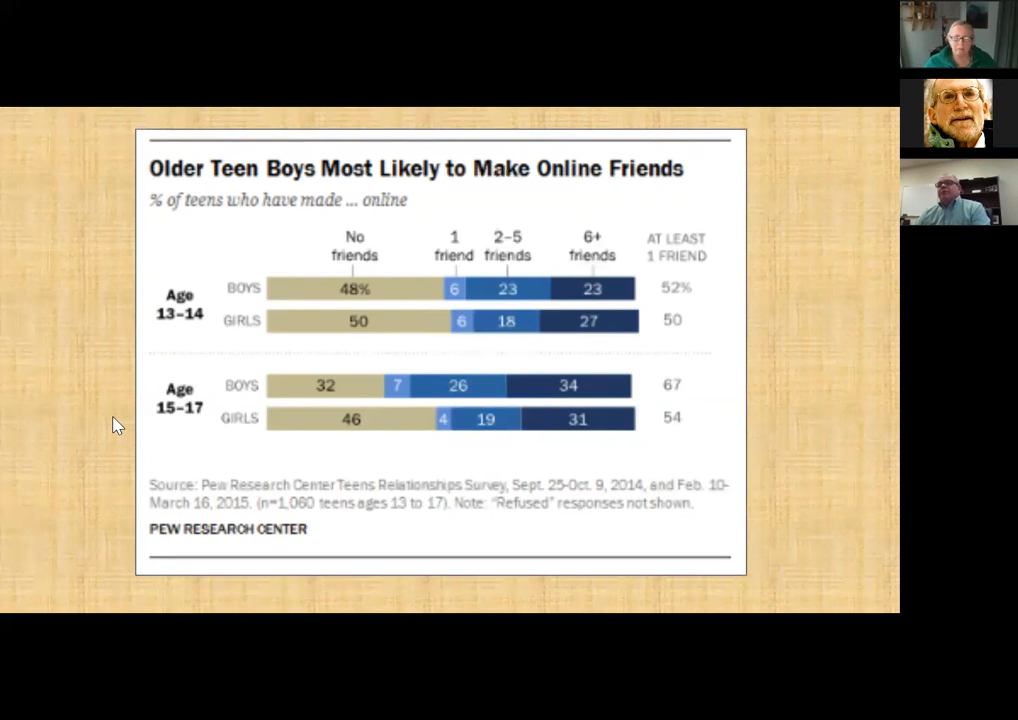 Older Teen Boys Most Likely to Make Online Friends
% of teens who have made ... online
No friends
1 friend
2–5 friends
6+ friends
AT LEAST 1 FRIEND
Age 13–14
BOYS 48% 6 23 23 52%
GIRLS 50 6 18 27 50
Age 15–17
BOYS 32 7 26 34 67
GIRLS 46 4 19 31 54
Source: Pew Research Center Teens Relationships Survey, Sept. 25-Oct. 9, 2014, and Feb. 10-
March 16, 2015. (n=1,060 teens ages 13 to 17). Note: "Refused" responses not shown.
PEW RESEARCH CENTER